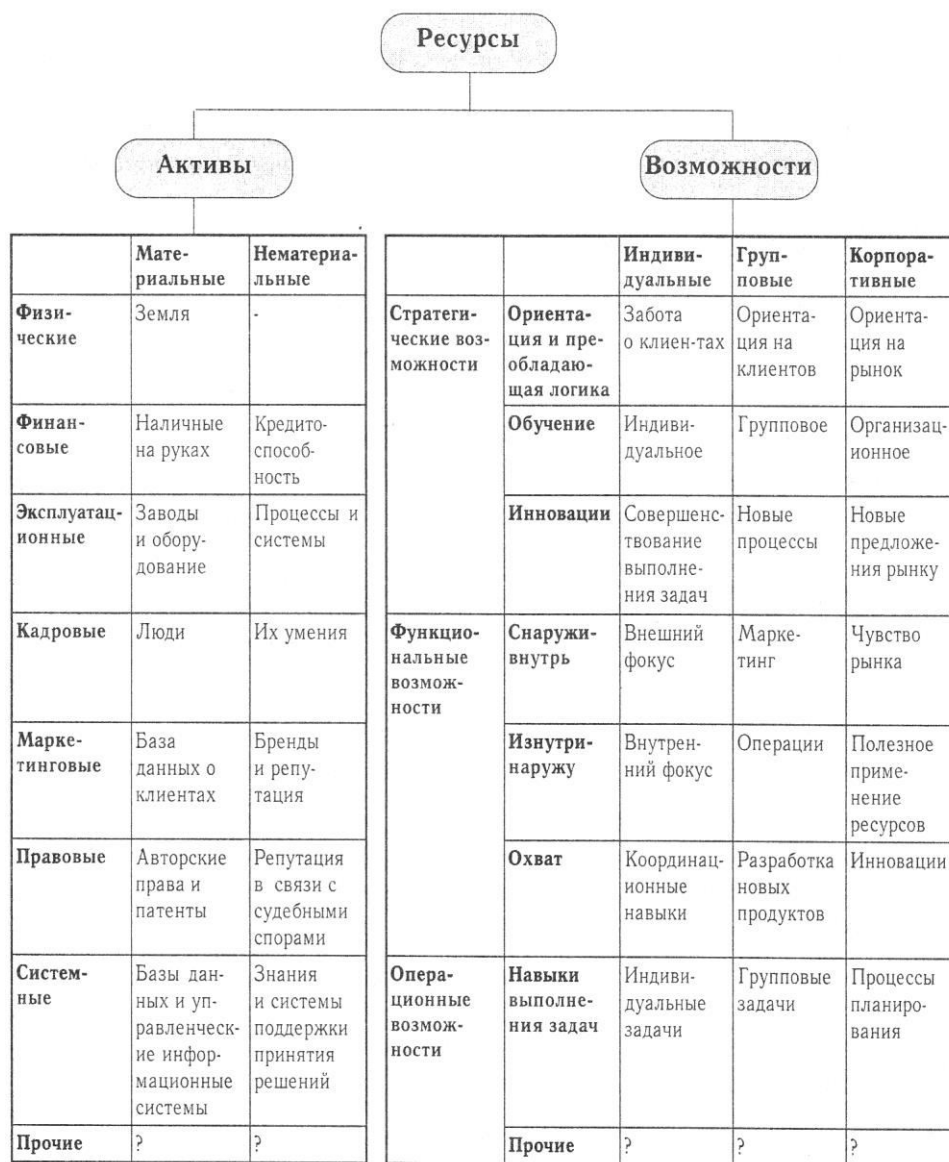 Ресурсы
Активы
Возможности
Мате-
риальные
Нематериа-
льные
Физи-
ческие
Земля
-
Финан-
совые
Наличные
на руках
Кредито-
способ-
ность
Эксплуатац-
ионные
Заводы
и обору-
дование
Процессы и
системы
Кадровые
Люди
Их умения
Марке-
тинговые
База
данных о
клиентах
Бренды
и репу-
тация
Правовые
Авторские
права и
патенты
Репутация
в связи с
судебными
спорами
Систем-
ные
Базы дан-
ных и уп-
равленчес-
кие инфор-
мационные
системы
Знания
и системы
поддержки
принятия
решений
Прочие
?
?
Индиви-
дуальные
Груп-
повые
Корпора-
тивные
Стратеги-
ческие воз-
можности
Ориента-
ция и пре-
обладаю-
щая логика
Забота
о клиен-тах
Ориента-
ция на
клиентов
Ориента-
ция на
рынок
Обучение
Индиви-
дуальное
Групповое
Организац-
ионное
Инновации
Совершенс-
твование
выполне-
ния задач
Новые
процессы
Новые
предложе-
ния рынку
Функцио-
нальные
возмож-
ности
Снаружи-
внутрь
Внешний
фокус
Марке-
тинг
Чувство
рынка
Изнутри-
наружу
Внутрен-
ний фокус
Операции
Полезное
приме-
нение
ресурсов
Охват
Координац-
ионные
навыки
Разработка
новых
продуктов
Инновации
Опера-
ционные
возмож-
ности
Навыки
выполне-
ния задач
Индиви-
дуальные
задачи
Групповые
задачи
Процессы
планиро-
вания
Прочие
?
?
?